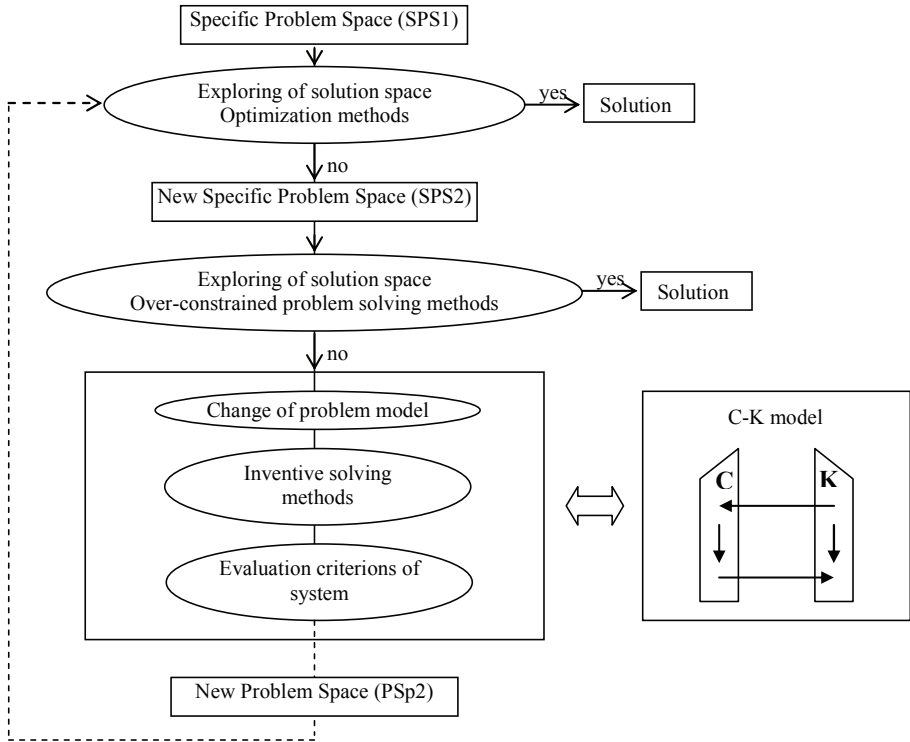 Specific Problem Space (SPS1)
Exploring of solution space
Optimization methods
yes
Solution
no
New Specific Problem Space (SPS2)
Exploring of solution space
Over-constrained problem solving methods
yes
Solution
no
Change of problem model
Inventive solving
methods
Evaluation criterions of
system
C-K model
C
K
New Problem Space (PSp2)